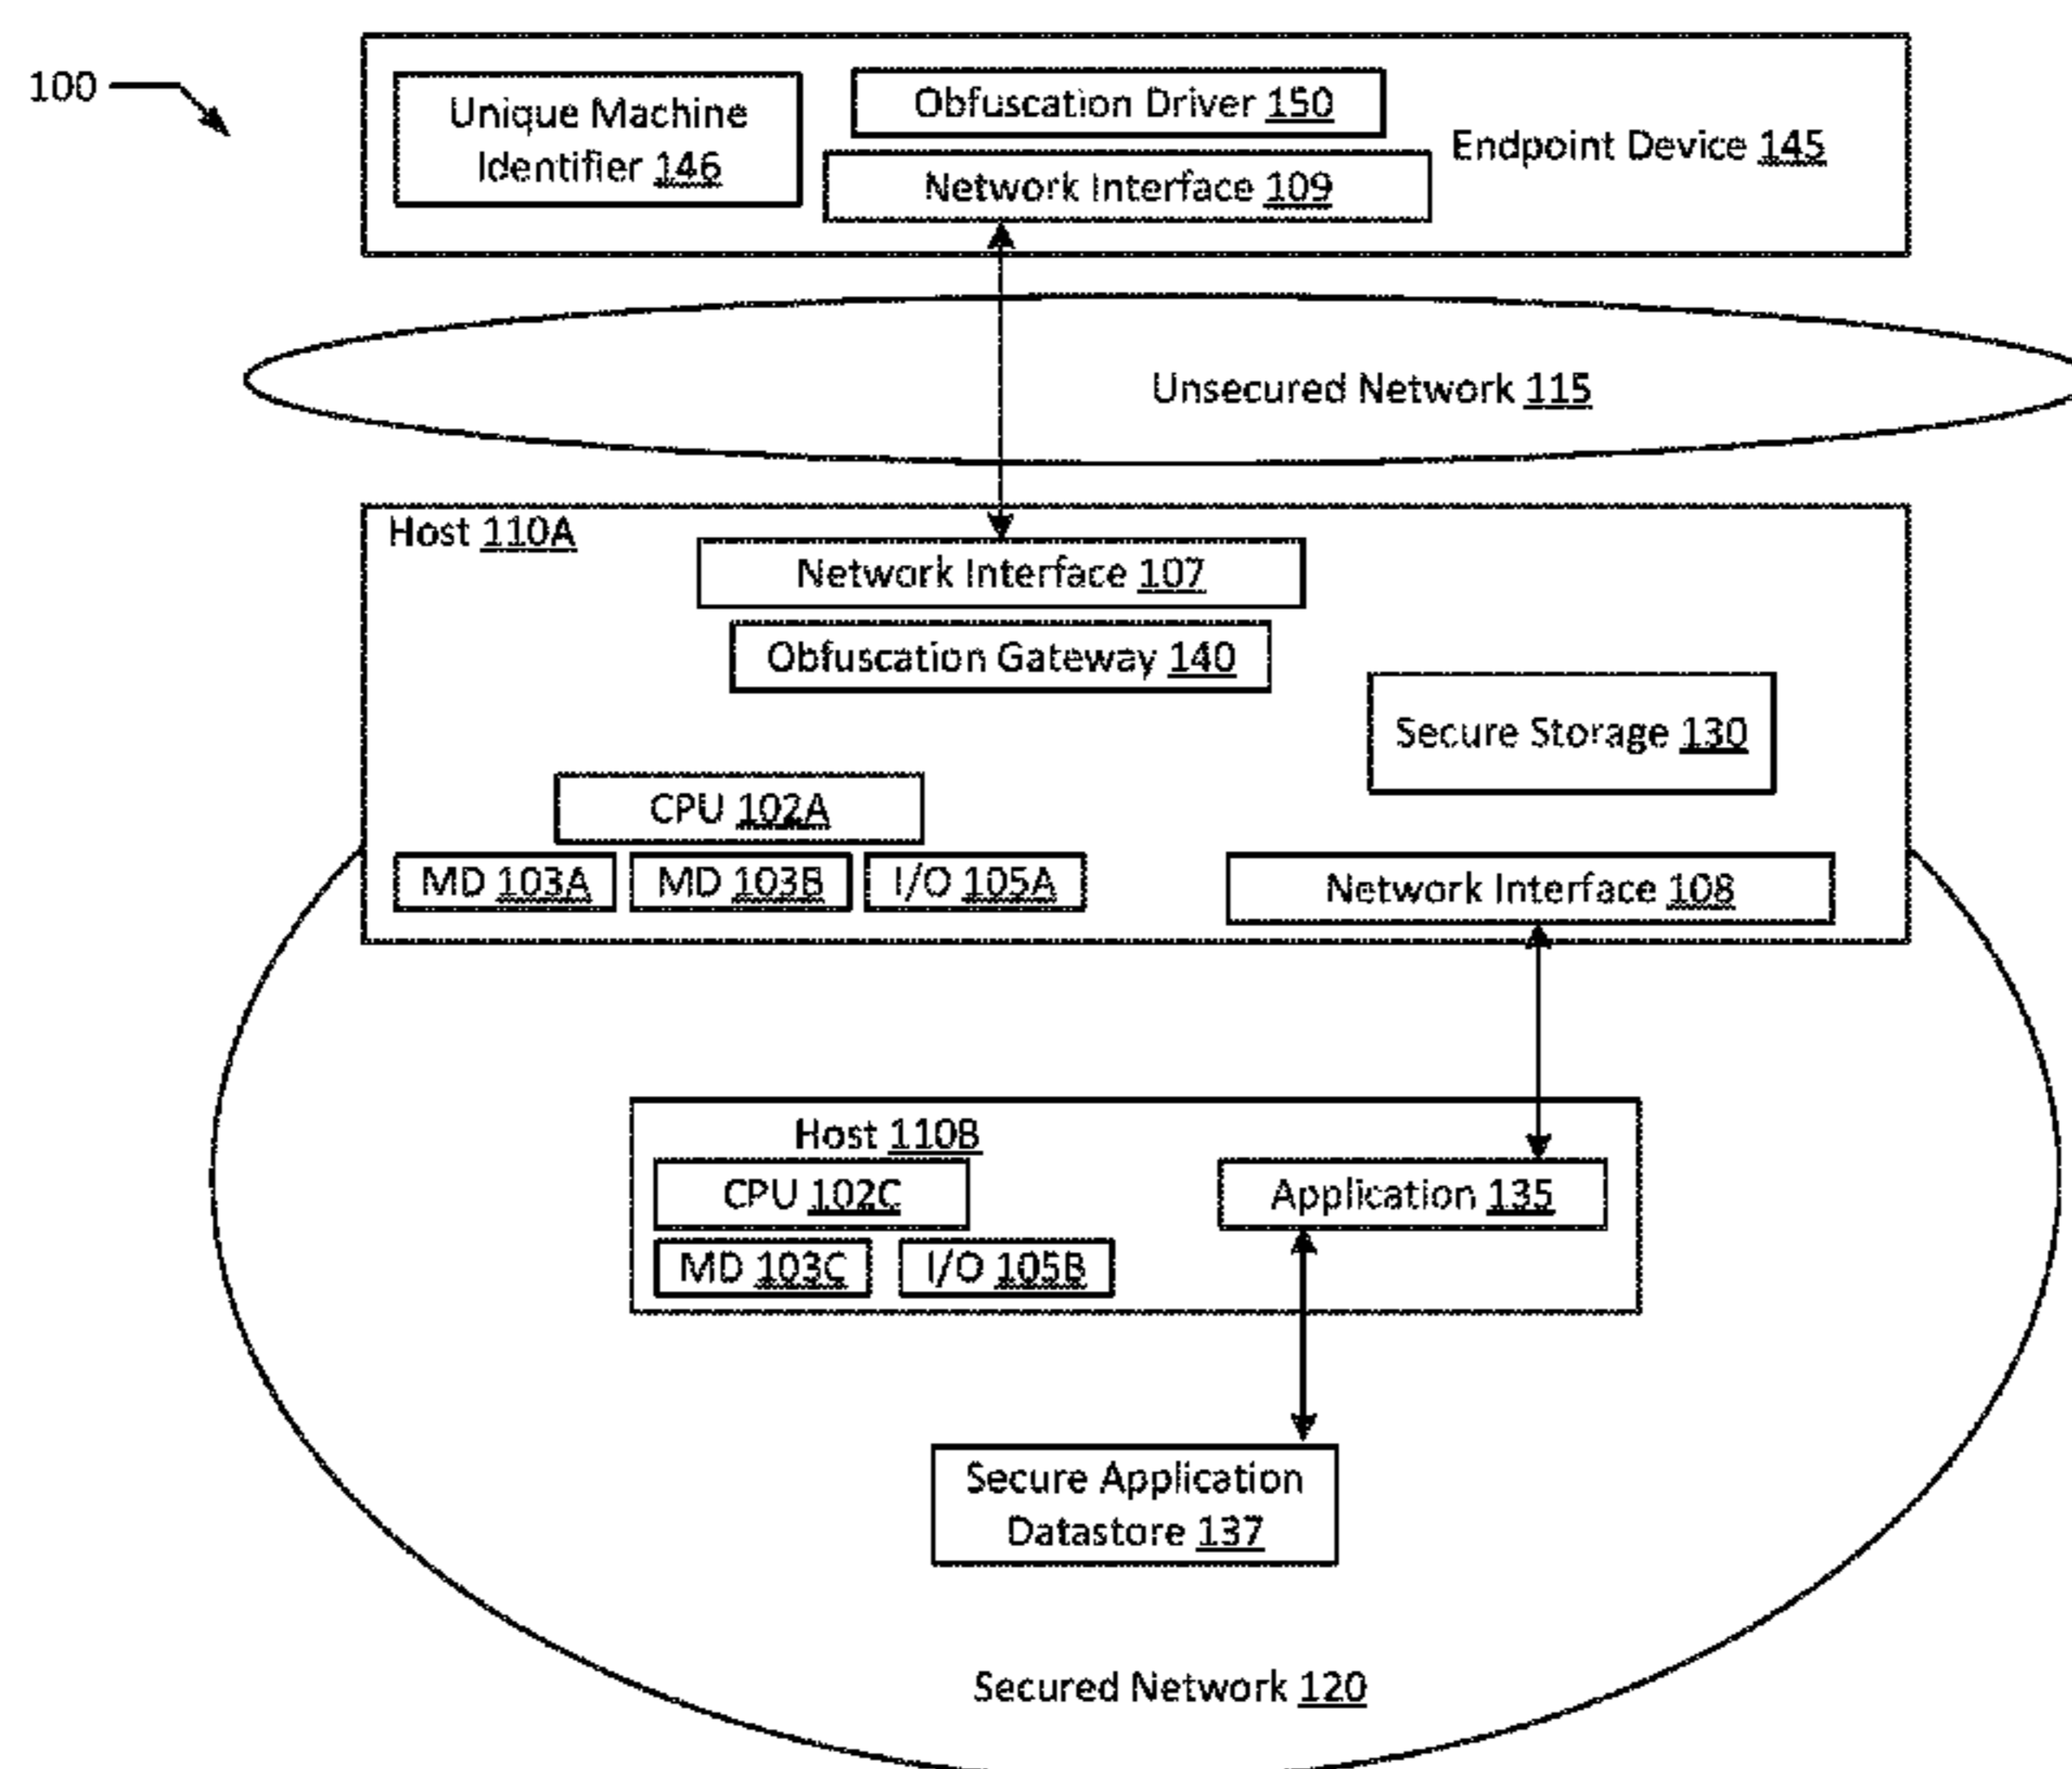 100
Unique Machine
Identifier 146
Obfuscation Driver 150
Network Interface 109
Endpoint Device 145
Unsecured Network 115
Host 110A
Network Interface 107
Obfuscation Gateway 140
Secure Storage 130
CPU 102A
MD 103A
MD 103B
I/O 105A
Network Interface 108
Host 110B
CPU 102C
Application 135
MD 103C
I/O 105B
Secure Application
Datastore 137
Secured Network 120